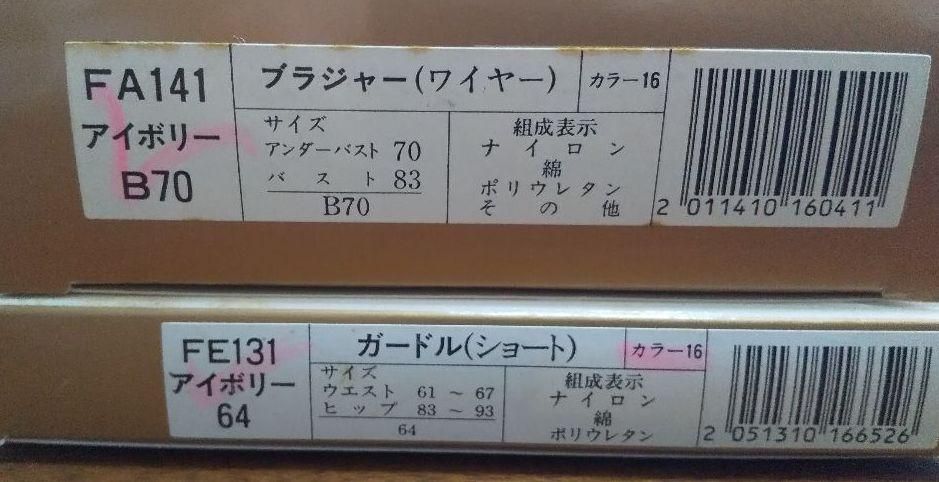 FA141
アイボリー
B70
ブラジャー(ワイヤー)
カラー16
サイズ
アンダーバスト 70
バスト 83
B70
組成表示
ナイロン
綿
ポリウレタン
その他
2 011410 160411
FE131
アイボリー
64
ガードル(ショート)
カラー16
サイズ
ウエスト 61 ~ 67
ヒップ 83 ~ 93
64
組成表示
ナイロン
綿
ポリウレタン
2 051310 166526